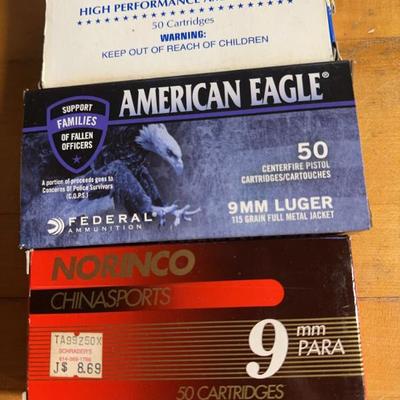 HIGH PERFORMANCE
50 Cartridges
WARNING:
KEEP OUT OF REACH OF CHILDREN
SUPPORT
FAMILIES
OF FALLEN
OFFICERS
AMERICAN EAGLE®
50
CENTERFIRE PISTOL
CARTRIDGES/CARTOUCHES
A portion of proceeds goes to
Concerns Of Police Survivors
(C.O.P.S.)
FEDERAL
AMMUNITION
9MM LUGER
115 GRAIN FULL METAL JACKET
NORINCO
CHINASPORTS
TA99Z50X
SCHRADER'S
J$ 8.69
9 mm
PARA
50 CARTRIDGES